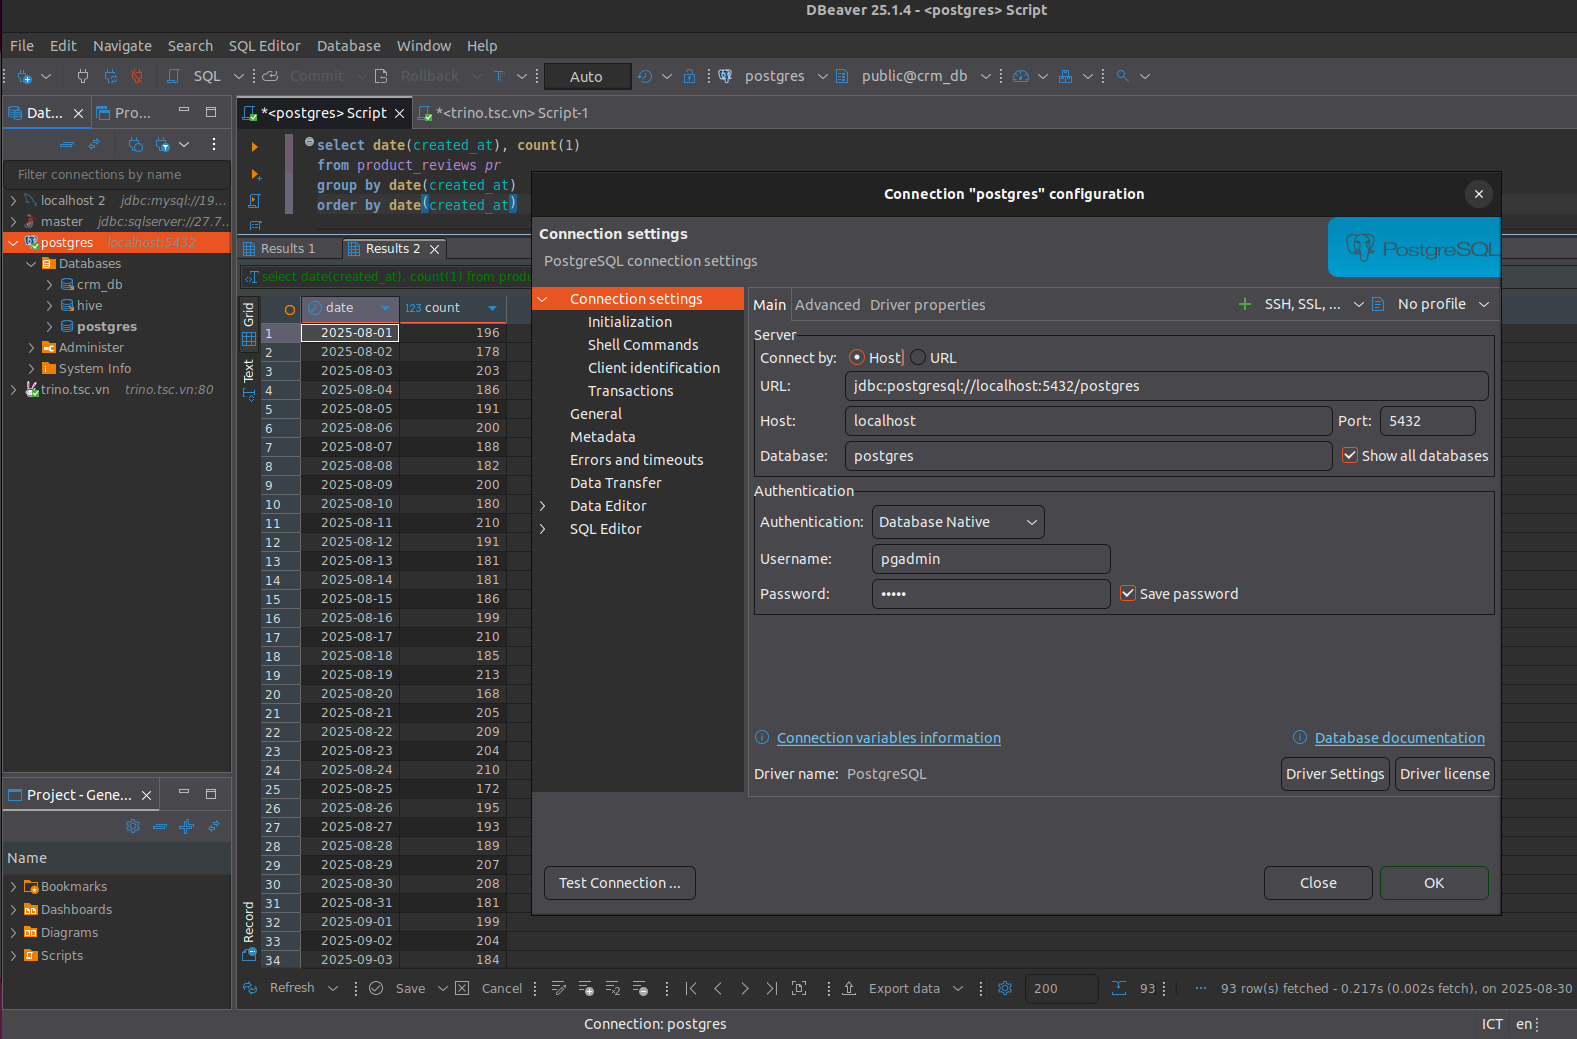 DBeaver 25.1.4 - <postgres> Script
File Edit Navigate Search SQL Editor Database Window Help
SQL Commit Rollback T Auto postgres public@crm_db
Dat... Pro...
*<postgres> Script *<trino.tsc.vn> Script-1
Filter connections by name
localhost 2 jdbc:mysql://19...
master jdbc:sqlserver://27.7...
postgres localhost:5432
Databases
crm_db
hive
postgres
Administer
System Info
trino.tsc.vn trino.tsc.vn:80
Project - Gene...
Name
Bookmarks
Dashboards
Diagrams
Scripts
select date(created_at), count(1)
from product_reviews pr
group by date(created_at)
order by date(created_at)
Results 1 Results 2
select date(created_at), count(1) from produ
Grid
Text
Record
date 123 count
1 2025-08-01 196
2 2025-08-02 178
3 2025-08-03 203
4 2025-08-04 186
5 2025-08-05 191
6 2025-08-06 200
7 2025-08-07 188
8 2025-08-08 182
9 2025-08-09 200
10 2025-08-10 180
11 2025-08-11 210
12 2025-08-12 191
13 2025-08-13 181
14 2025-08-14 181
15 2025-08-15 186
16 2025-08-16 199
17 2025-08-17 210
18 2025-08-18 185
19 2025-08-19 213
20 2025-08-20 168
21 2025-08-21 205
22 2025-08-22 209
23 2025-08-23 204
24 2025-08-24 210
25 2025-08-25 172
26 2025-08-26 195
27 2025-08-27 193
28 2025-08-28 189
29 2025-08-29 207
30 2025-08-30 208
31 2025-08-31 181
32 2025-09-01 199
33 2025-09-02 204
34 2025-09-03 184
Connection "postgres" configuration
Connection settings
PostgreSQL connection settings
PostgreSQL
Connection settings
Initialization
Shell Commands
Client identification
Transactions
General
Metadata
Errors and timeouts
Data Transfer
Data Editor
SQL Editor
Main Advanced Driver properties SSH, SSL, ... No profile
Server
Connect by: Host URL
URL: jdbc:postgresql://localhost:5432/postgres
Host: localhost Port: 5432
Database: postgres Show all databases
Authentication
Authentication: Database Native
Username: pgadmin
Password: ••••• Save password
Connection variables information Database documentation
Driver name: PostgreSQL Driver Settings Driver license
Test Connection ... Close OK
Refresh Save Cancel Export data 200 93 93 row(s) fetched - 0.217s (0.002s fetch), on 2025-08-30
Connection: postgres ICT en